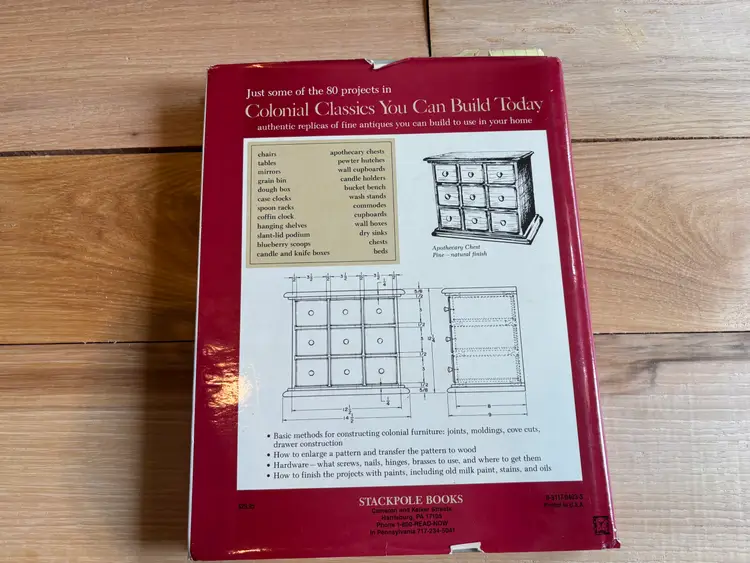 Just some of the 80 projects in
Colonial Classics You Can Build Today
authentic replicas of fine antiques you can build to use in your home
chairs
tables
mirrors
grain bin
dough box
case clocks
spoon racks
coffin clock
hanging shelves
slant-lid podium
blueberry scoops
candle and knife boxes
apothecary chests
pewter hutches
wall cupboards
candle holders
bucket bench
wash stands
commodes
cupboards
wall boxes
dry sinks
chests
beds
Apothecary Chest
Pine—natural finish
• Basic methods for constructing colonial furniture: joints, moldings, cove cuts,
drawer construction
• How to enlarge a pattern and transfer the pattern to wood
• Hardware—what screws, nails, hinges, brasses to use, and where to get them
• How to finish the projects with paints, including old milk paint, stains, and oils
STACKPOLE BOOKS
Cameron and Kelker Streets
Harrisburg, PA 17105
Phone 1-800-READ-NOW
In Pennsylvania 717-234-5041
Printed in U.S.A.